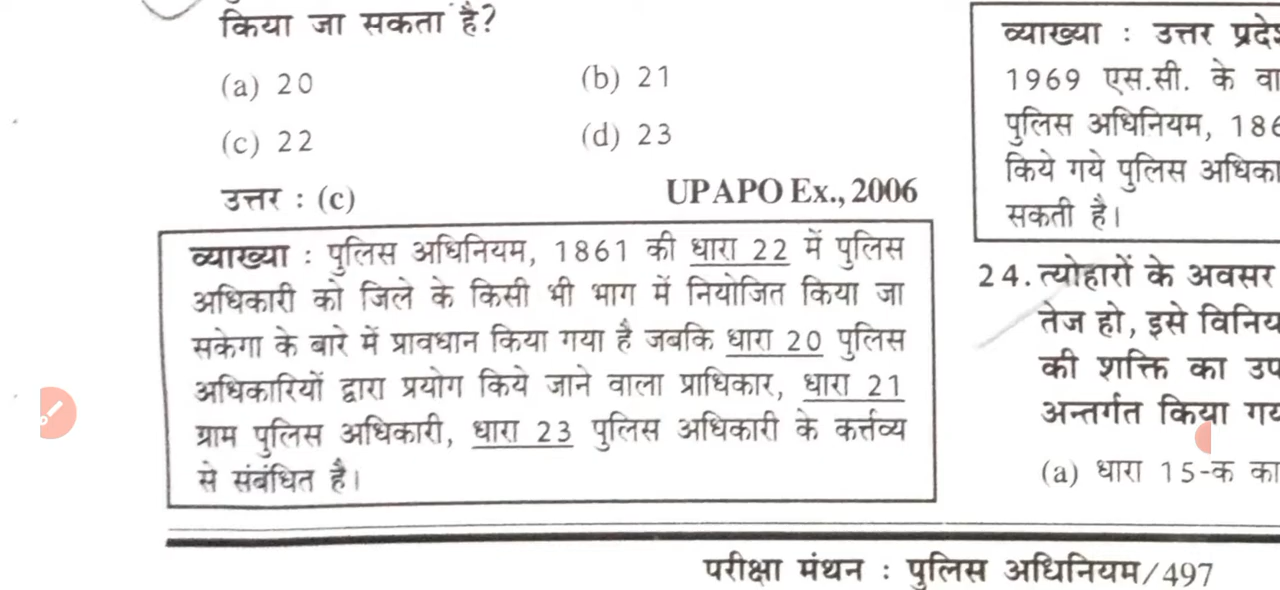 किया जा सकता है?
(a) 20
(b) 21
(c) 22
(d) 23
उत्तर : (c)
UPAPO Ex., 2006
व्याख्या : पुलिस अधिनियम, 1861 की धारा 22 में पुलिस
अधिकारी को जिले के किसी भी भाग में नियोजित किया जा
सकेगा के बारे में प्रावधान किया गया है जबकि धारा 20 पुलिस
अधिकारियों द्वारा प्रयोग किये जाने वाला प्राधिकार, धारा 21
ग्राम पुलिस अधिकारी, धारा 23 पुलिस अधिकारी के कर्त्तव्य
से संबंधित है।
व्याख्या : उत्तर
1969 एस.सी. के
पुलिस अधिनियम,
किये गये पुलिस
सकती है।
24. त्योहारों के अवसर
तेज हो, इसे
की शक्ति का
अन्तर्गत किया
(a) धारा 15-क
परीक्षा मंथन : पुलिस अधिनियम/497